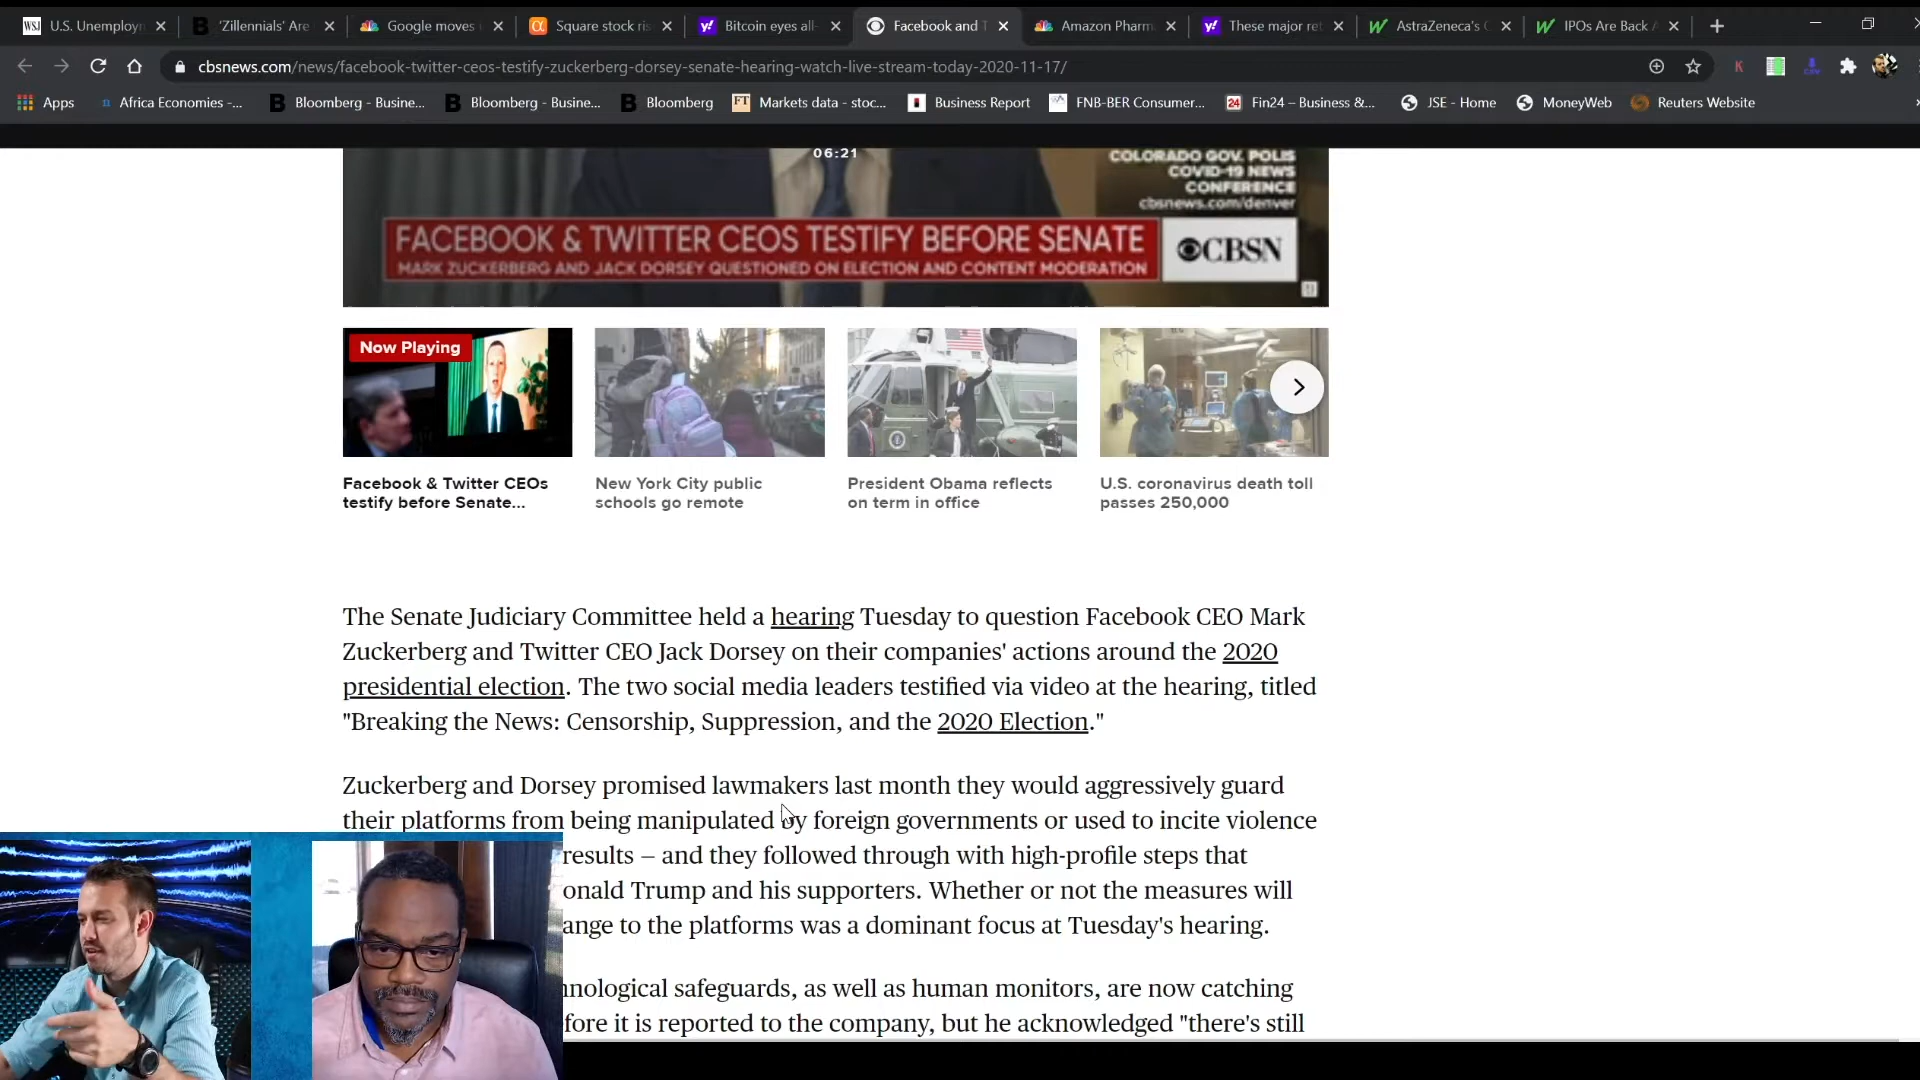 WSJ U.S. Unemploym
'Zillennials' Are
Google moves
Square stock ris
Bitcoin eyes all-
Facebook and T
Amazon Pharm
These major ret
AstraZeneca's C
IPOs Are Back A
cbsnews.com/news/facebook-twitter-ceos-testify-zuckerberg-dorsey-senate-hearing-watch-live-stream-today-2020-11-17/
Apps
Africa Economies -...
Bloomberg - Busine...
Bloomberg - Busine...
Bloomberg
FT Markets data - stoc...
Business Report
FNB-BER Consumer...
24 Fin24 – Business &...
JSE - Home
MoneyWeb
Reuters Website
06:21
COLORADO GOV. POLIS
COVID-19 NEWS
CONFERENCE
cbsnews.com/denver
FACEBOOK & TWITTER CEOS TESTIFY BEFORE SENATE
MARK ZUCKERBERG AND JACK DORSEY QUESTIONED ON ELECTION AND CONTENT MODERATION
CBSN
Now Playing
Facebook & Twitter CEOs
testify before Senate...
New York City public
schools go remote
President Obama reflects
on term in office
U.S. coronavirus death toll
passes 250,000
The Senate Judiciary Committee held a hearing Tuesday to question Facebook CEO Mark
Zuckerberg and Twitter CEO Jack Dorsey on their companies' actions around the 2020
presidential election. The two social media leaders testified via video at the hearing, titled
"Breaking the News: Censorship, Suppression, and the 2020 Election."
Zuckerberg and Dorsey promised lawmakers last month they would aggressively guard
their platforms from being manipulated by foreign governments or used to incite violence
results – and they followed through with high-profile steps that
onald Trump and his supporters. Whether or not the measures will
ange to the platforms was a dominant focus at Tuesday's hearing.
nological safeguards, as well as human monitors, are now catching
fore it is reported to the company, but he acknowledged "there's still